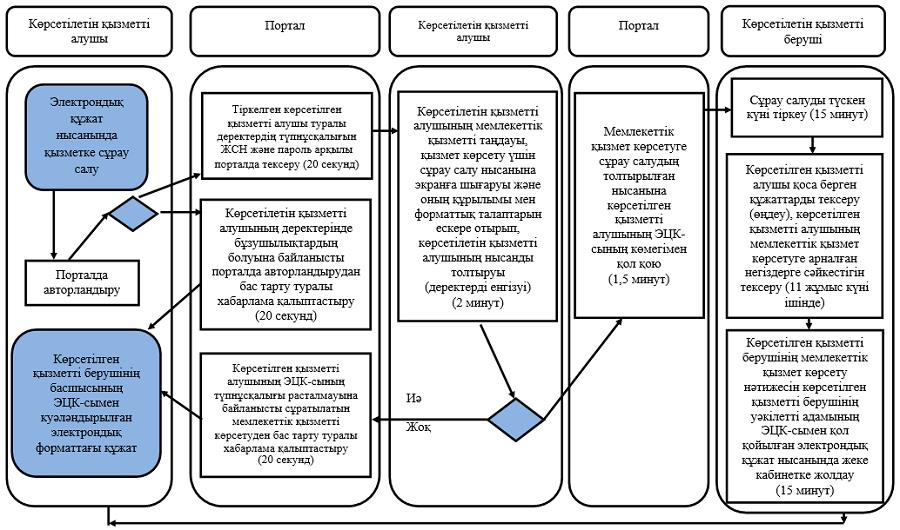 Көрсетілетін қызметті
алушы
Портал
Көрсетілетін қызметті
алушы
Портал
Көрсетілетін қызметті
беруші
Электрондық
құжат
нысанында
қызметке сұрау
салу
Порталда
авторландыру
Көрсетілген
қызметті берушінің
басшысының
ЭЦК-сымен
куәландырылған
электрондық
форматтағы құжат
Тіркелген көрсетілген
қызметті алушы туралы
деректердің түпнұсқалығын
ЖСН және пароль арқылы
порталда тексеру (20 секунд)
Көрсетілетін қызметті
алушының деректерінде
бұзушылықтардың
болуына байланысты
порталда авторландырудан
бас тарту туралы
хабарлама қалыптастыру
(20 секунд)
Көрсетілген қызметті
алушының ЭЦК-сының
түпнұсқалығы расталмауына
байланысты сұратылатын
мемлекеттік қызметті
көрсетуден бас тарту туралы
хабарлама қалыптастыру
(20 секунд)
Көрсетілетін қызметті
алушының мемлекеттік
қызметті таңдауы,
қызмет көрсету үшін
сұрау салу нысанына
экранға шығаруы және
оның құрылымы мен
форматтық талаптарын
ескере отырып,
көрсетілетін қызметті
алушының нысанды
толтыруы
(деректерді енгізуі)
(2 минут)
Иә
Жоқ
Мемлекеттік
қызмет көрсетуге
сұрау салудың
толтырылған
нысанына
көрсетілген
қызметті
алушының ЭЦК-
сының көмегімен
қол қою
(1,5 минут)
Сұрау салуды түскен
күні тіркеу (15 минут)
Көрсетілген қызметті
алушы қоса берген
құжаттарды тексеру
(өңдеу), көрсетілген
қызметті алушының
мемлекеттік қызмет
көрсетуге арналған
негіздерге сәйкестігін
тексеру (11 жұмыс күні
ішінде)
Көрсетілген қызметті
берушінің мемлекеттік
қызмет көрсету
нәтижесін көрсетілген
қызметті берушінің
уәкілетті адамының
ЭЦК-сымен қол
қойылған электрондық
құжат нысанында жеке
кабинетке жолдау
(15 минут)